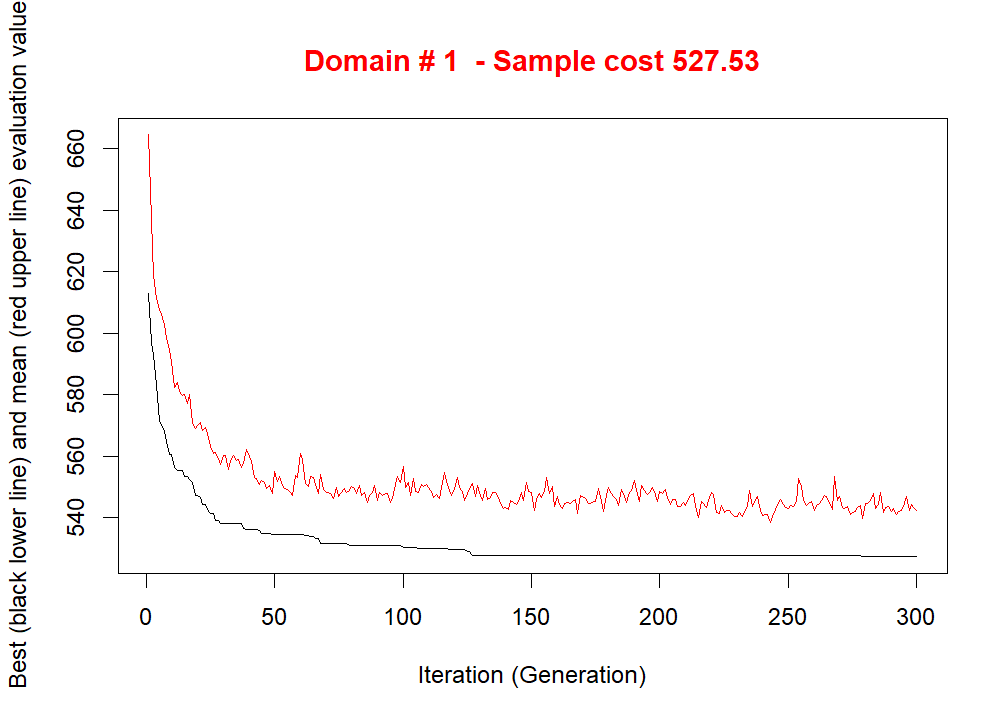 Domain # 1  - Sample cost 527.53
Best (black lower line) and mean (red upper line) evaluation value
660
640
620
600
580
560
540
0 50 100 150 200 250 300
Iteration (Generation)